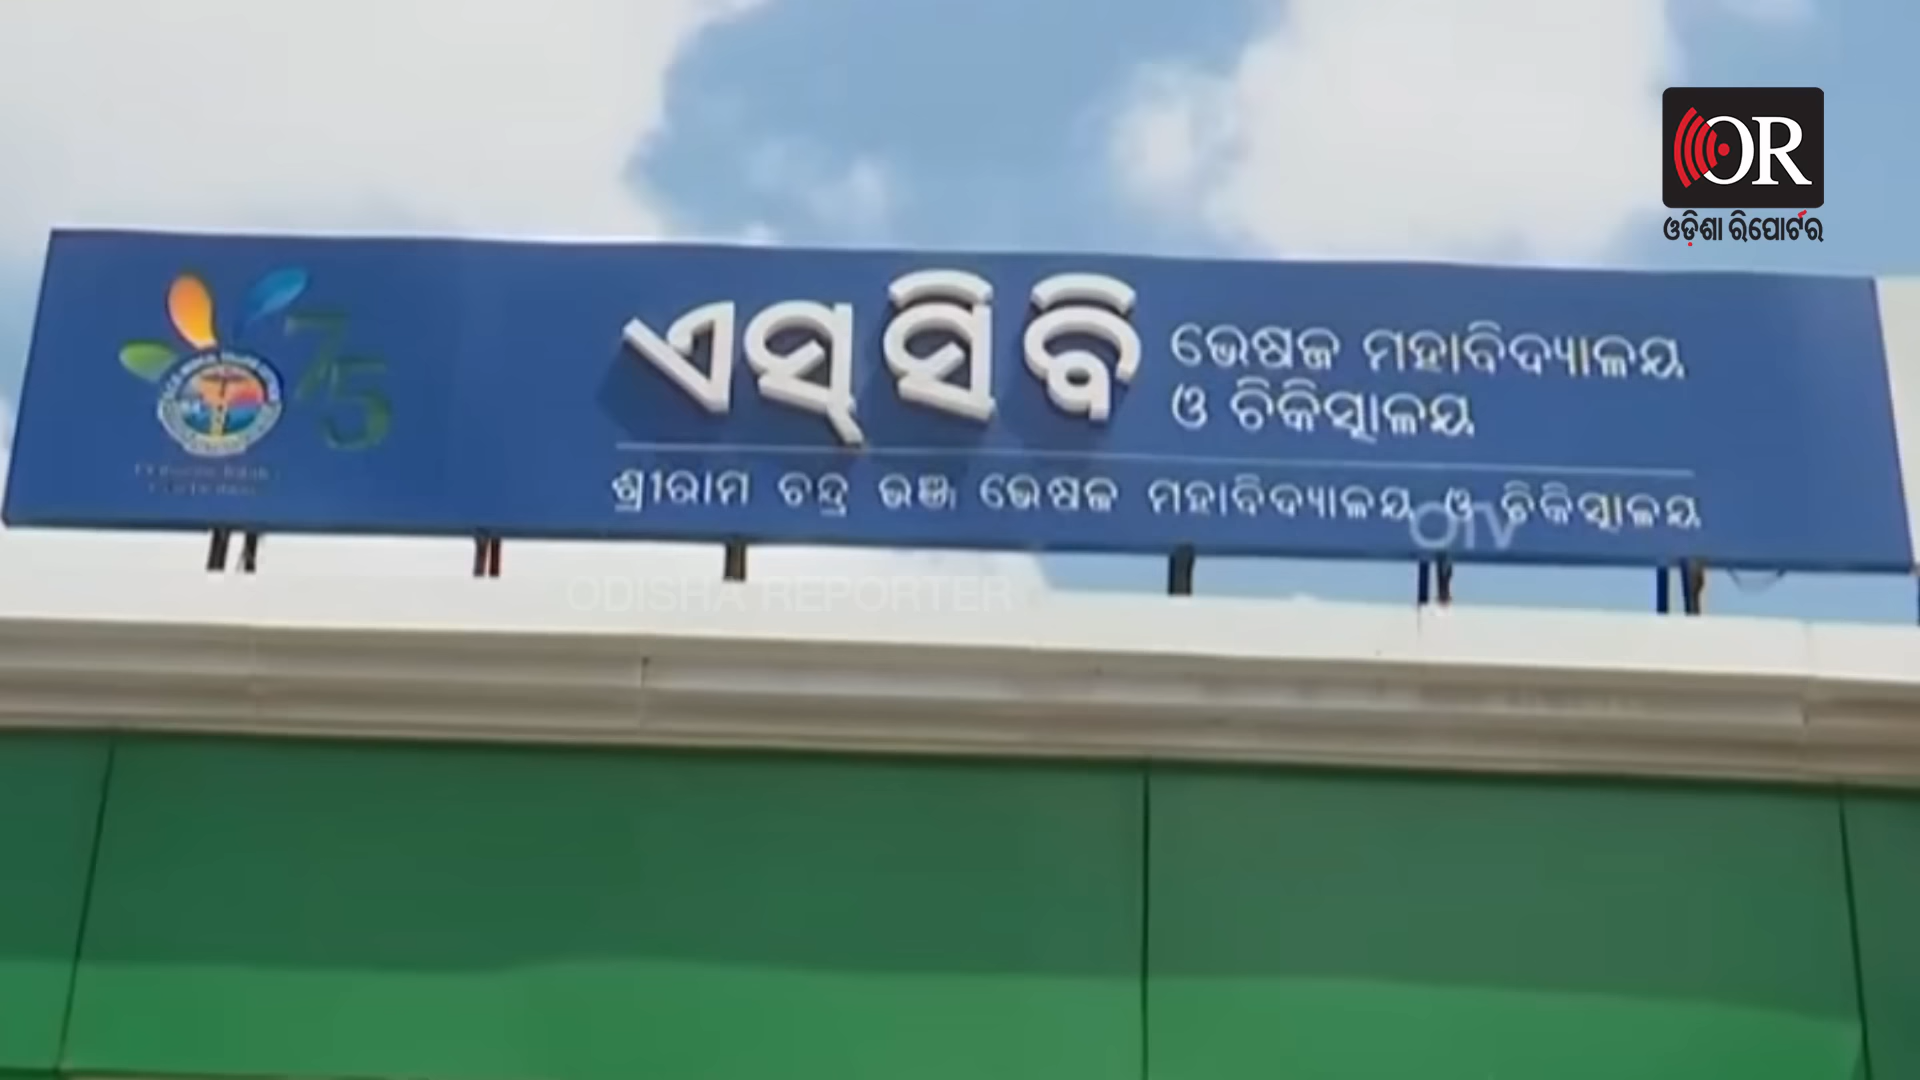 OR
ଓଡ଼ିଶା ରିପୋର୍ଟର
75
ଏସ୍ ସି ବି
ଭେଷଜ ମହାବିଦ୍ୟାଳୟ
ଓ ଚିକିତ୍ସାଳୟ
ଶ୍ରୀରାମ ଚନ୍ଦ୍ର ଭଞ୍ଜ ଭେଷଜ ମହାବିଦ୍ୟାଳୟ ଓ ଚିକିତ୍ସାଳୟ
OTV
ODISHA REPORTER